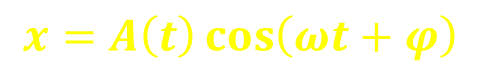 x = A(t) cos(ωt + φ)